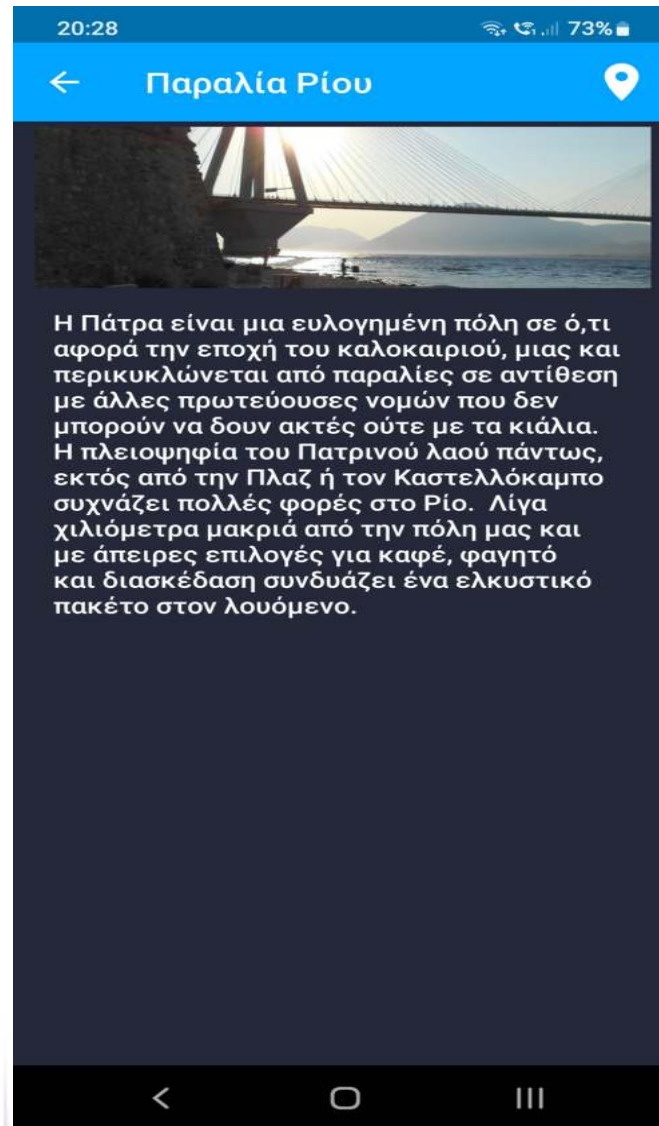 20:28
73%
Παραλία Ρίου
Η Πάτρα είναι μια ευλογημένη πόλη σε ό,τι
αφορά την εποχή του καλοκαιριού, μιας και
περικυκλώνεται από παραλίες σε αντίθεση
με άλλες πρωτεύουσες νομών που δεν
μπορούν να δουν ακτές ούτε με τα κιάλια.
Η πλειοψηφία του Πατρινού λαού πάντως,
εκτός από την Πλαζ ή τον Καστελλόκαμπο
συχνάζει πολλές φορές στο Ρίο.  Λίγα
χιλιόμετρα μακριά από την πόλη μας και
με άπειρες επιλογές για καφέ, φαγητό
και διασκέδαση συνδυάζει ένα ελκυστικό
πακέτο στον λουόμενο.